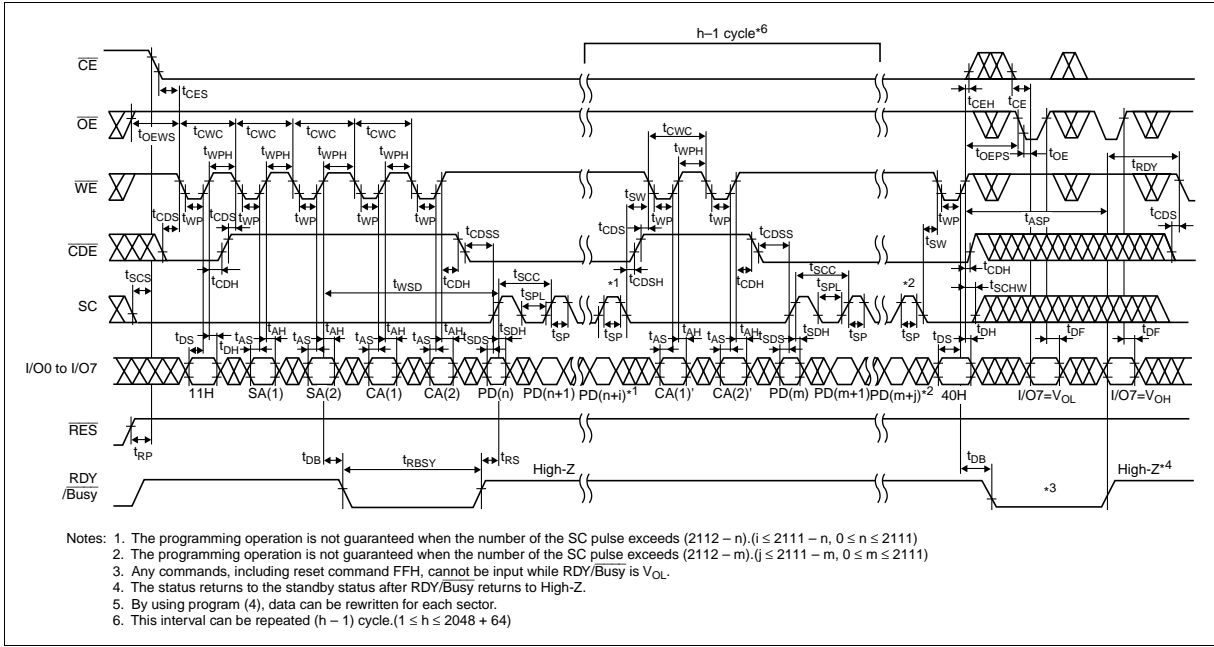 h–1 cycle*6
CE
tCES
tCEH
tCE
OE
tOEWS
tCWC
tCWC
tCWC
tCWC
tCWC
tOEPS
tOE
tWPH
tWPH
tWPH
tWPH
tWPH
tRDY
WE
tCDS
tWP
tCDS
tWP
tWP
tWP
tWP
tSW
tWP
tWP
tWP
tSW
tASP
tCDS
CDE
tCDH
tCDH
tCDSS
tCDS
tCDSH
tCDH
tCDSS
tCDH
tSCS
tWSD
tSCC
tSPL
*1
tSCC
tSPL
*2
tSCHW
SC
tDS
tDH
tAS
tAH
tAS
tAH
tAS
tAH
tAS
tAH
tSDS
tSDH
tSP
tSP
tAS
tAH
tAS
tAH
tSDS
tSDH
tSP
tSP
tDS
tDH
tDF
tDF
I/O0 to I/O7
11H SA(1) SA(2) CA(1) CA(2) PD(n) PD(n+1) PD(n+i)*1 CA(1)' CA(2)' PD(m) PD(m+1) PD(m+j)*2 40H I/O7=VOL I/O7=VOH
RES
tRP
tDB
tRBSY
tRS
High-Z
tDB
*3
High-Z*4
RDY
/Busy
Notes: 1. The programming operation is not guaranteed when the number of the SC pulse exceeds (2112 – n).(i ≤ 2111 – n, 0 ≤ n ≤ 2111)
2. The programming operation is not guaranteed when the number of the SC pulse exceeds (2112 – m).(j ≤ 2111 – m, 0 ≤ m ≤ 2111)
3. Any commands, including reset command FFH, cannot be input while RDY/Busy is VOL.
4. The status returns to the standby status after RDY/Busy returns to High-Z.
5. By using program (4), data can be rewritten for each sector.
6. This interval can be repeated (h – 1) cycle.(1 ≤ h ≤ 2048 + 64)